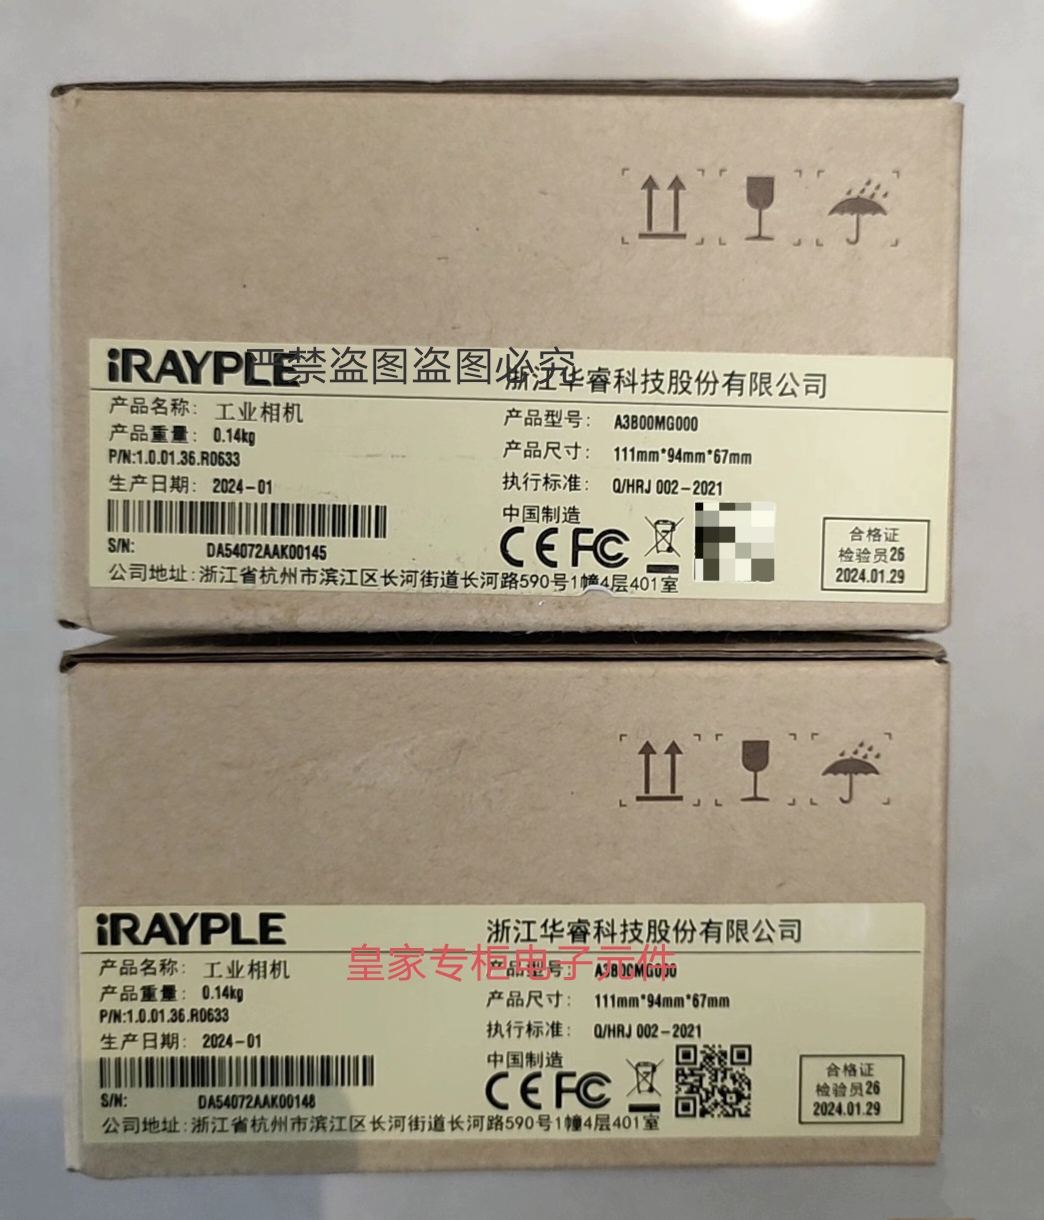 iRAYPLE
严禁盗图盗图必究
浙江华睿科技股份有限公司
产品名称：工业相机
产品型号：A3B00MG000
产品重量：0.14kg
产品尺寸：111mm*94mm*67mm
P/N:1.0.01.36.R0633
执行标准：Q/HRJ 002-2021
生产日期：2024-01
中国制造
CE FC
S/N: DA54072AAK00145
合格证
检验员26
2024.01.29
公司地址:浙江省杭州市滨江区长河街道长河路590号1幢4层401室
iRAYPLE
浙江华睿科技股份有限公司
皇家专柜电子元件
产品名称：工业相机
产品型号：A3B00MG000
产品重量：0.14kg
产品尺寸：111mm*94mm*67mm
P/N:1.0.01.36.R0633
执行标准：Q/HRJ 002-2021
生产日期：2024-01
中国制造
CE FC
S/N: DA54072AAK00148
合格证
检验员26
2024.01.29
公司地址:浙江省杭州市滨江区长河街道长河路590号1幢4层401室